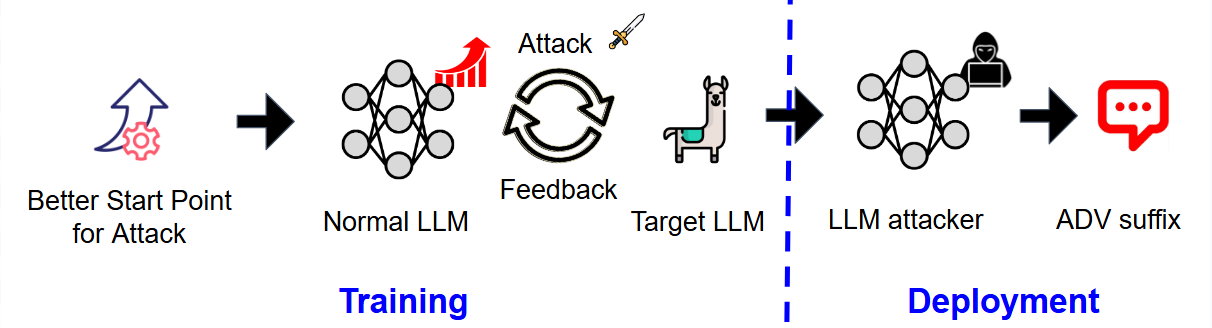 Attack
Feedback
Better Start Point
for Attack
Normal LLM
Target LLM
LLM attacker
ADV suffix
Training
Deployment